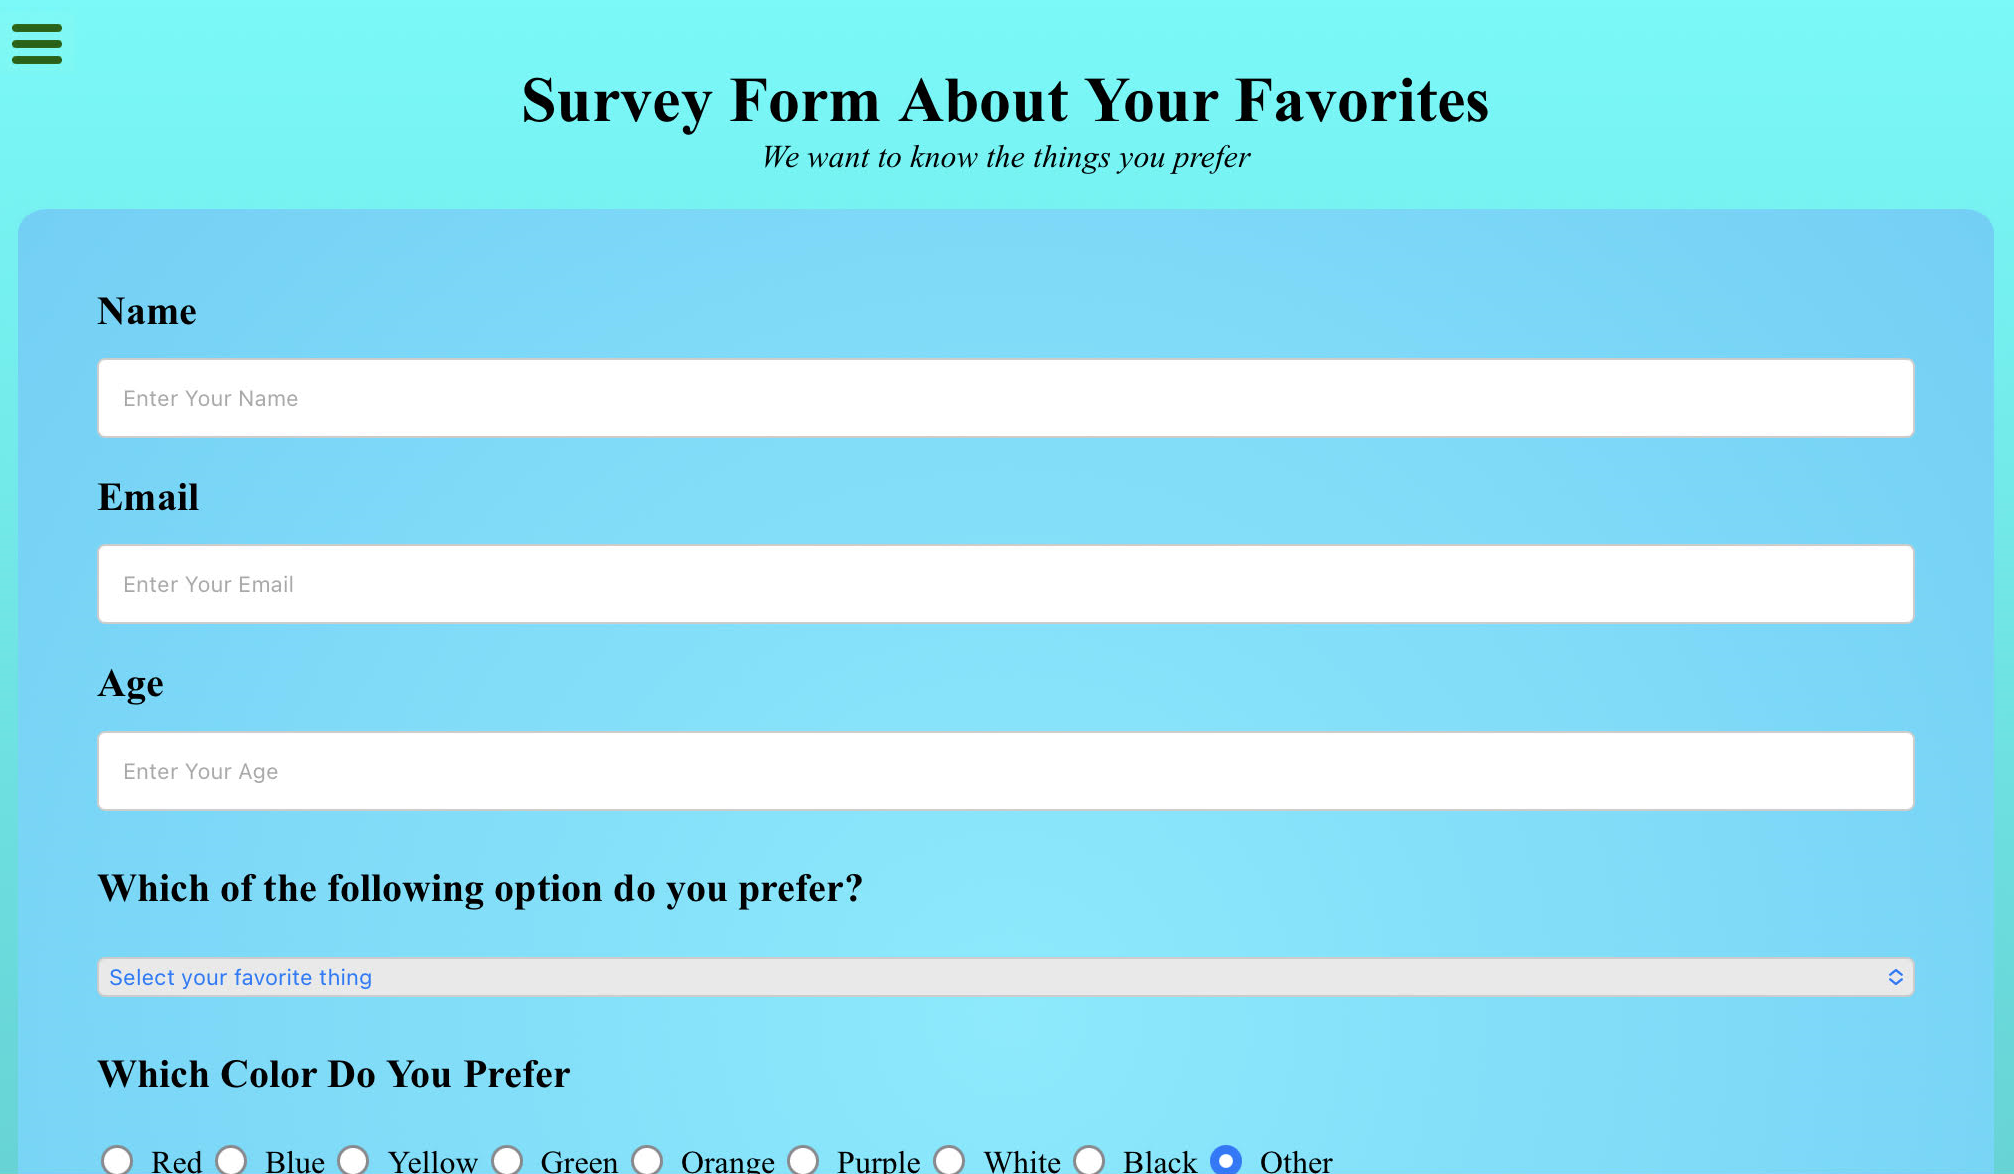 Survey Form About Your Favorites
We want to know the things you prefer
Name
Enter Your Name
Email
Enter Your Email
Age
Enter Your Age
Which of the following option do you prefer?
Select your favorite thing
Which Color Do You Prefer
Red Blue Yellow Green Orange Purple White Black Other